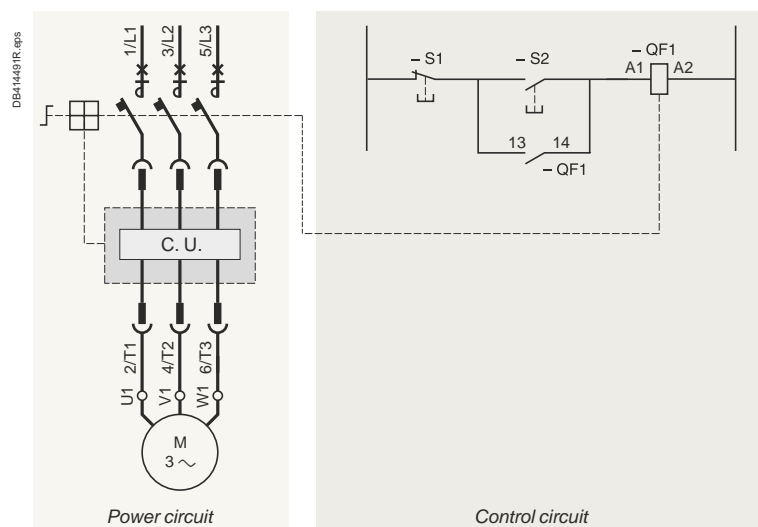 DB414491R.eps
1/L1
3/L2
5/L3
C. U.
2/T1
4/T2
6/T3
U1
V1
W1
M
3 ~
Power circuit
– S1
– S2
– QF1
A1
A2
13
14
– QF1
Control circuit